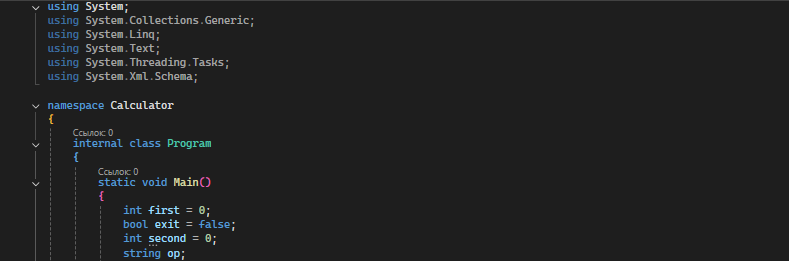 using System;
using System.Collections.Generic;
using System.Linq;
using System.Text;
using System.Threading.Tasks;
using System.Xml.Schema;
namespace Calculator
{
Ссылок: 0
internal class Program
{
Ссылок: 0
static void Main()
{
int first = 0;
bool exit = false;
int second = 0;
string op;